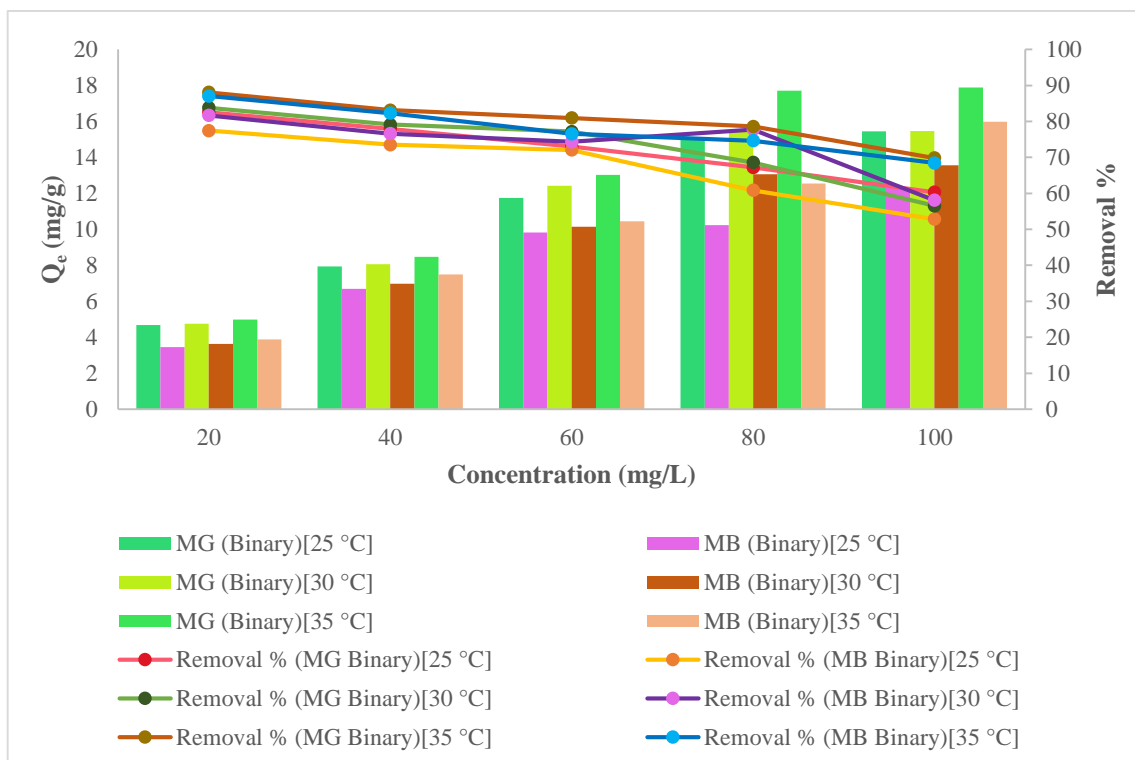 20
18
16
14
12
10
8
6
4
2
0
Qe (mg/g)
100
90
80
70
60
50
40
30
20
10
0
Removal %
20 40 60 80 100
Concentration (mg/L)
MG (Binary)[25 °C] MB (Binary)[25 °C]
MG (Binary)[30 °C] MB (Binary)[30 °C]
MG (Binary)[35 °C] MB (Binary)[35 °C]
Removal % (MG Binary)[25 °C] Removal % (MB Binary)[25 °C]
Removal % (MG Binary)[30 °C] Removal % (MB Binary)[30 °C]
Removal % (MG Binary)[35 °C] Removal % (MB Binary)[35 °C]